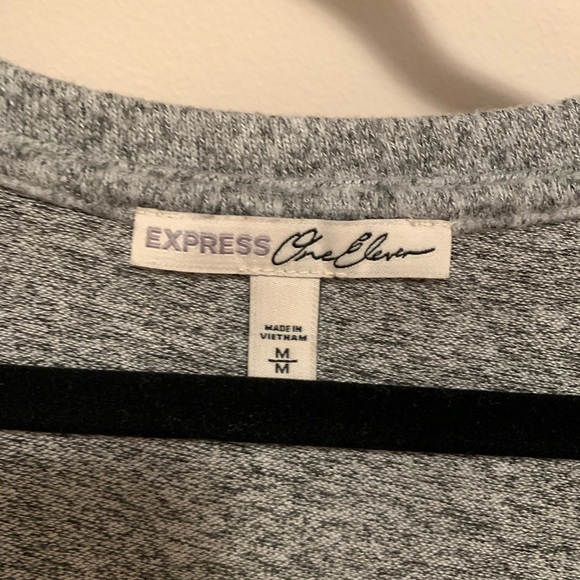 EXPRESS One Eleven
MADE IN
VIETNAM
M
M